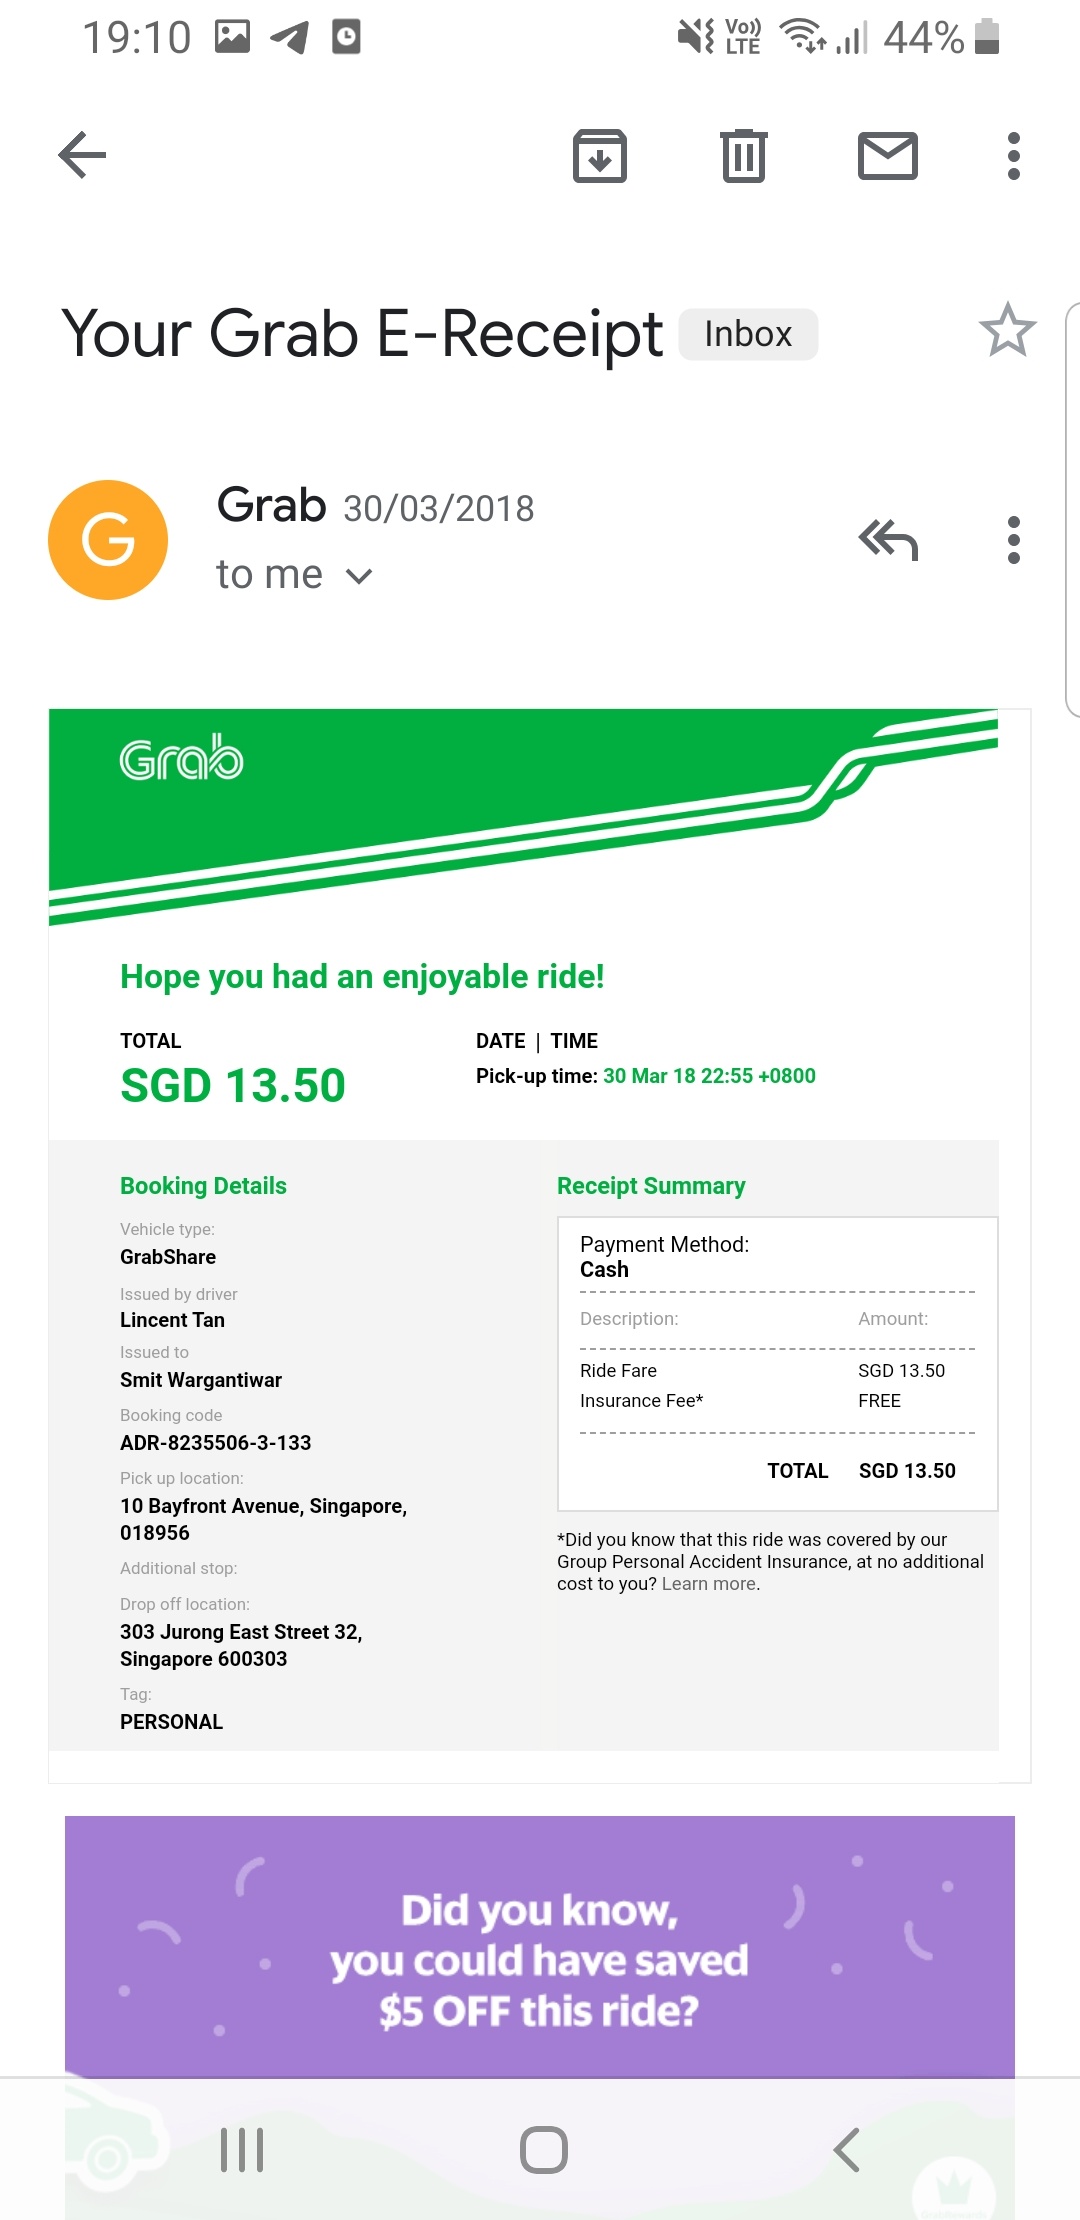 19:10
Vo)) LTE
44%
Your Grab E-Receipt Inbox
G
Grab 30/03/2018
to me
Grab
Hope you had an enjoyable ride!
TOTAL
SGD 13.50
DATE | TIME
Pick-up time: 30 Mar 18 22:55 +0800
Booking Details
Vehicle type:
GrabShare
Issued by driver
Lincent Tan
Issued to
Smit Wargantiwar
Booking code
ADR-8235506-3-133
Pick up location:
10 Bayfront Avenue, Singapore,
018956
Additional stop:
Drop off location:
303 Jurong East Street 32,
Singapore 600303
Tag:
PERSONAL
Receipt Summary
Payment Method:
Cash
Description: Amount:
Ride Fare SGD 13.50
Insurance Fee* FREE
TOTAL SGD 13.50
*Did you know that this ride was covered by our
Group Personal Accident Insurance, at no additional
cost to you? Learn more.
Did you know,
you could have saved
$5 OFF this ride?